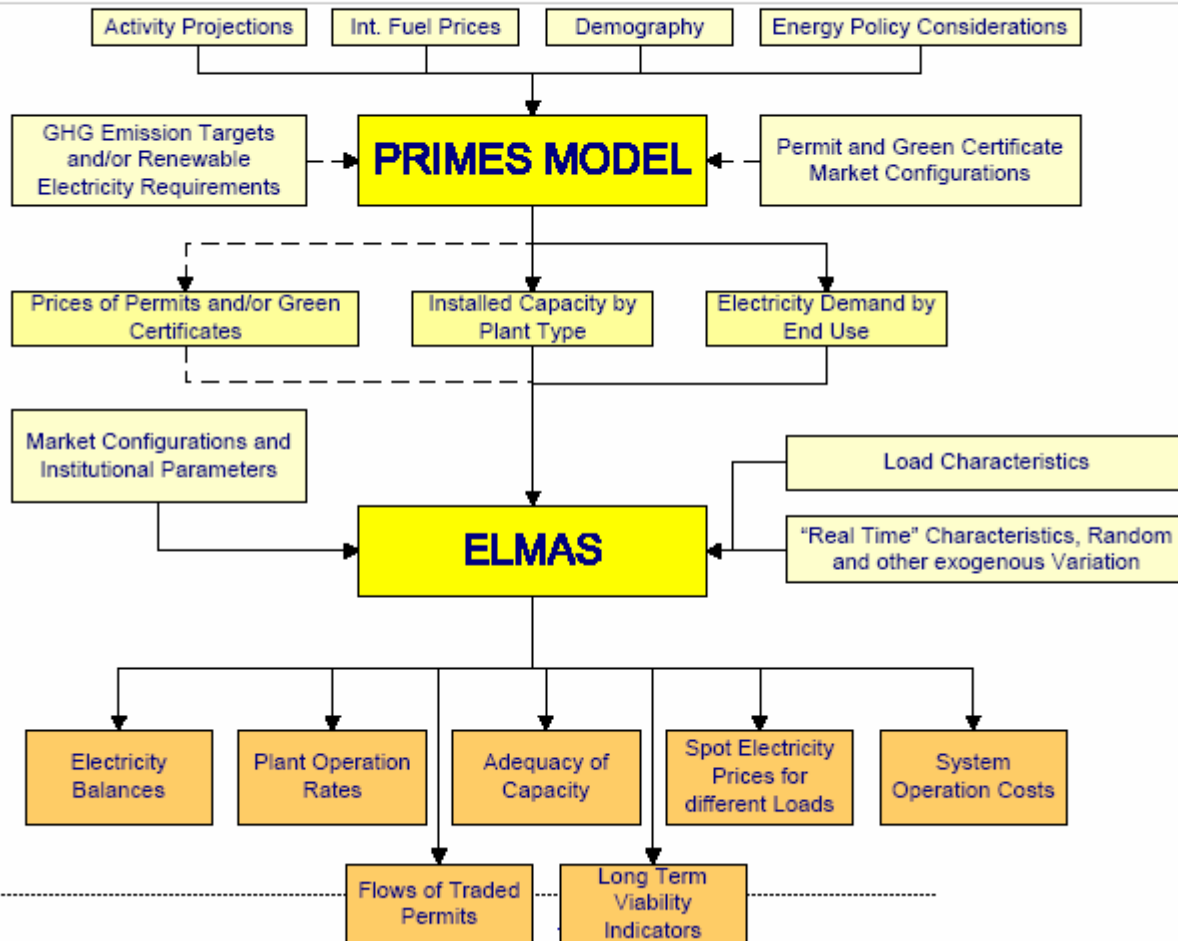 Activity Projections
Int. Fuel Prices
Demography
Energy Policy Considerations
GHG Emission Targets
and/or Renewable
Electricity Requirements
PRIMES MODEL
Permit and Green Certificate
Market Configurations
Prices of Permits and/or Green
Certificates
Installed Capacity by
Plant Type
Electricity Demand by
End Use
Market Configurations and
Institutional Parameters
Load Characteristics
ELMAS
“Real Time” Characteristics, Random
and other exogenous Variation
Electricity
Balances
Plant Operation
Rates
Adequacy of
Capacity
Spot Electricity
Prices for
different Loads
System
Operation Costs
Flows of Traded
Permits
Long Term
Viability
Indicators